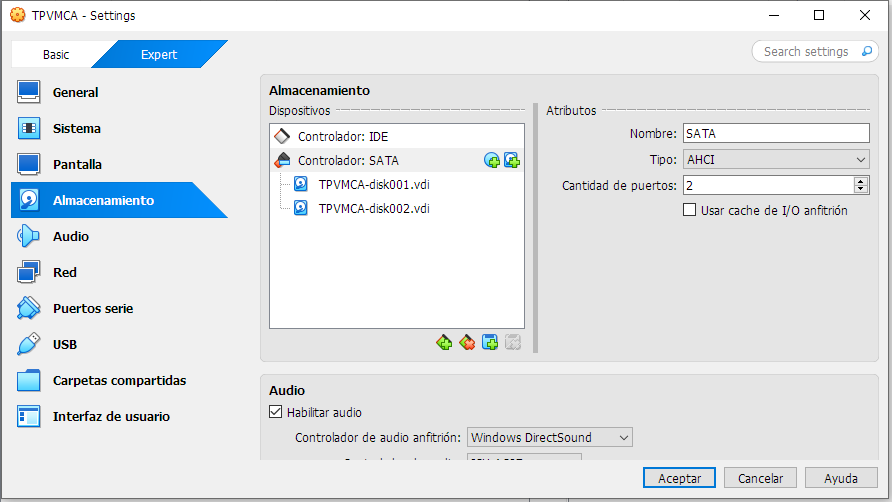 TPVMCA - Settings
Basic
Expert
Search settings
General
Sistema
Pantalla
Almacenamiento
Audio
Red
Puertos serie
USB
Carpetas compartidas
Interfaz de usuario
Almacenamiento
Dispositivos
Controlador: IDE
Controlador: SATA
TPVMCA-disk001.vdi
TPVMCA-disk002.vdi
Atributos
Nombre: SATA
Tipo: AHCI
Cantidad de puertos: 2
Usar cache de I/O anfitrión
Audio
Habilitar audio
Controlador de audio anfitrión: Windows DirectSound
Aceptar
Cancelar
Ayuda